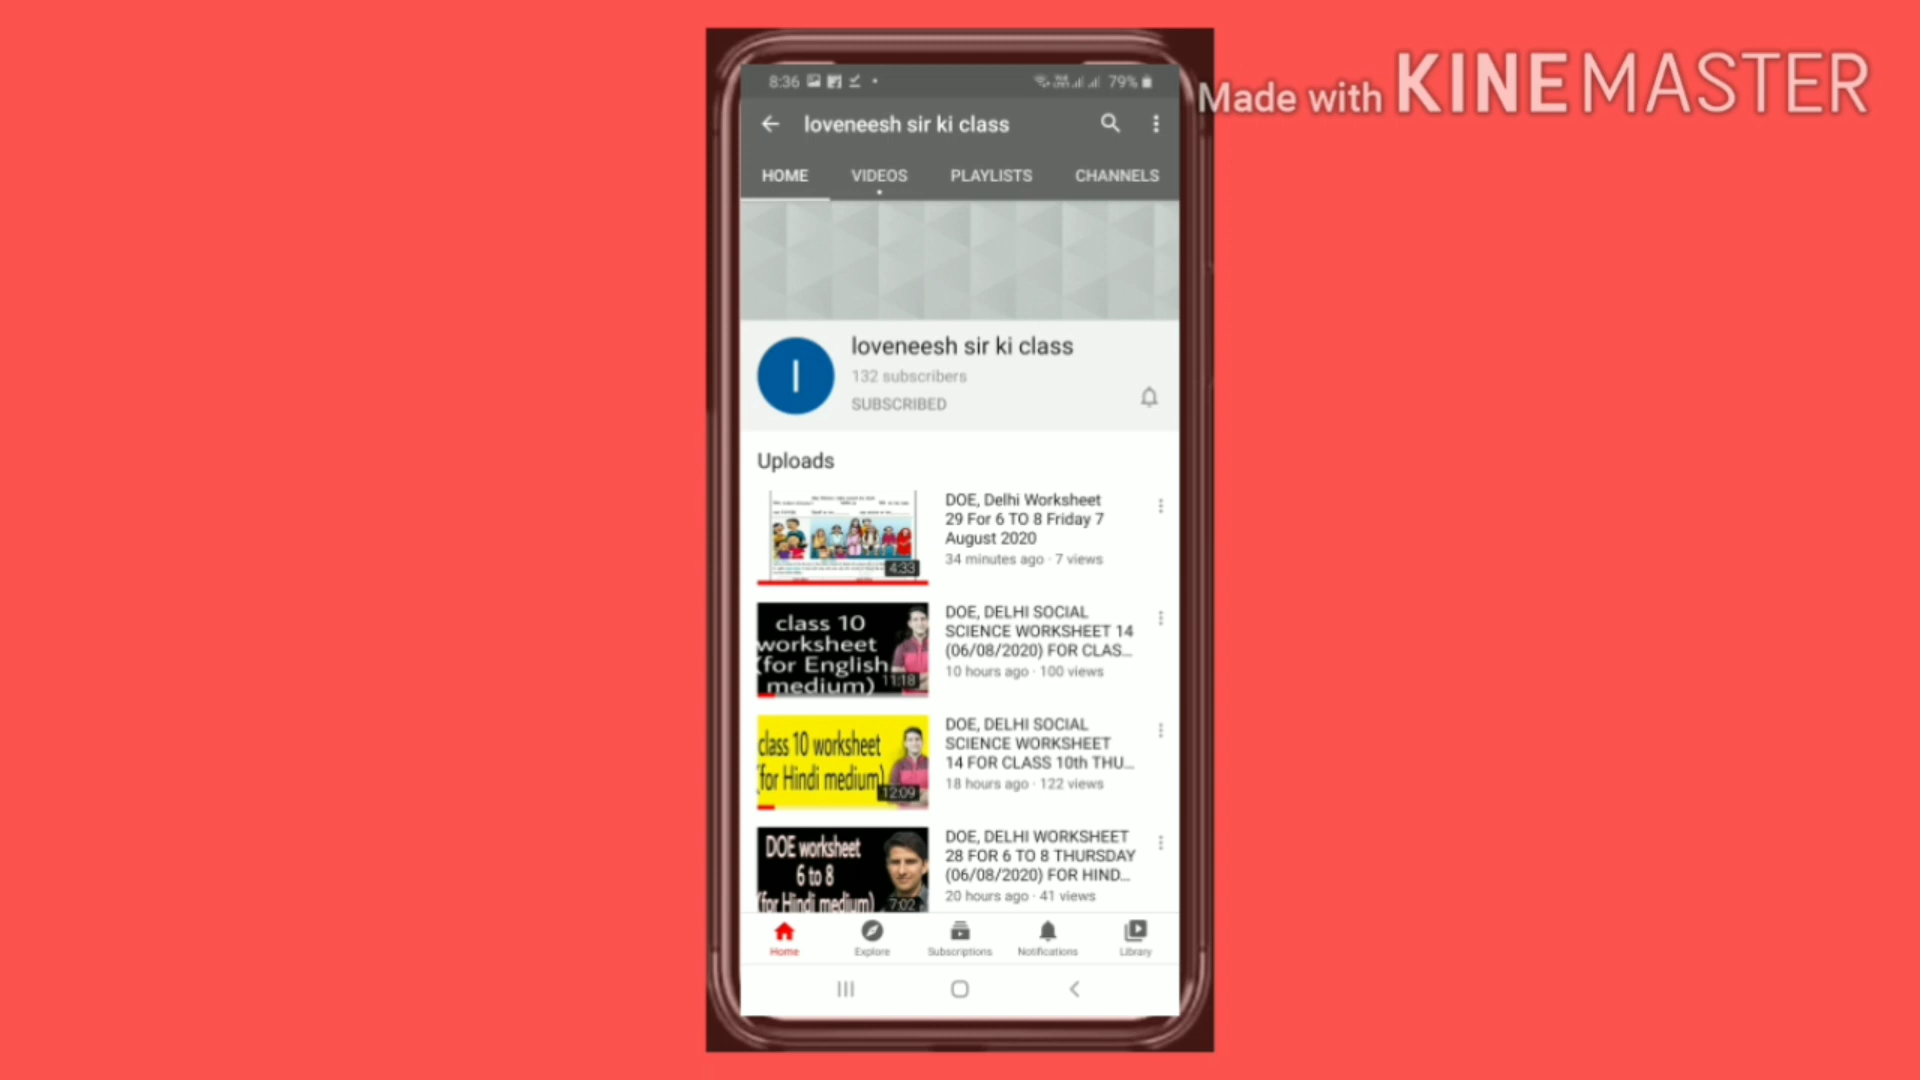 Made with KINEMASTER
8:36
79%
loveneesh sir ki class
HOME VIDEOS PLAYLISTS CHANNELS
l
loveneesh sir ki class
132 subscribers
SUBSCRIBED
Uploads
4:33
DOE, Delhi Worksheet
29 For 6 TO 8 Friday 7
August 2020
34 minutes ago · 7 views
class 10
worksheet
(for English
medium)
11:18
DOE, DELHI SOCIAL
SCIENCE WORKSHEET 14
(06/08/2020) FOR CLAS...
10 hours ago · 100 views
class 10 worksheet
(for Hindi medium)
12:09
DOE, DELHI SOCIAL
SCIENCE WORKSHEET
14 FOR CLASS 10th THU...
18 hours ago · 122 views
DOE worksheet
6 to 8
(for Hindi medium)
7:02
DOE, DELHI WORKSHEET
28 FOR 6 TO 8 THURSDAY
(06/08/2020) FOR HIND...
20 hours ago · 41 views
Home Explore Subscriptions Notifications Library